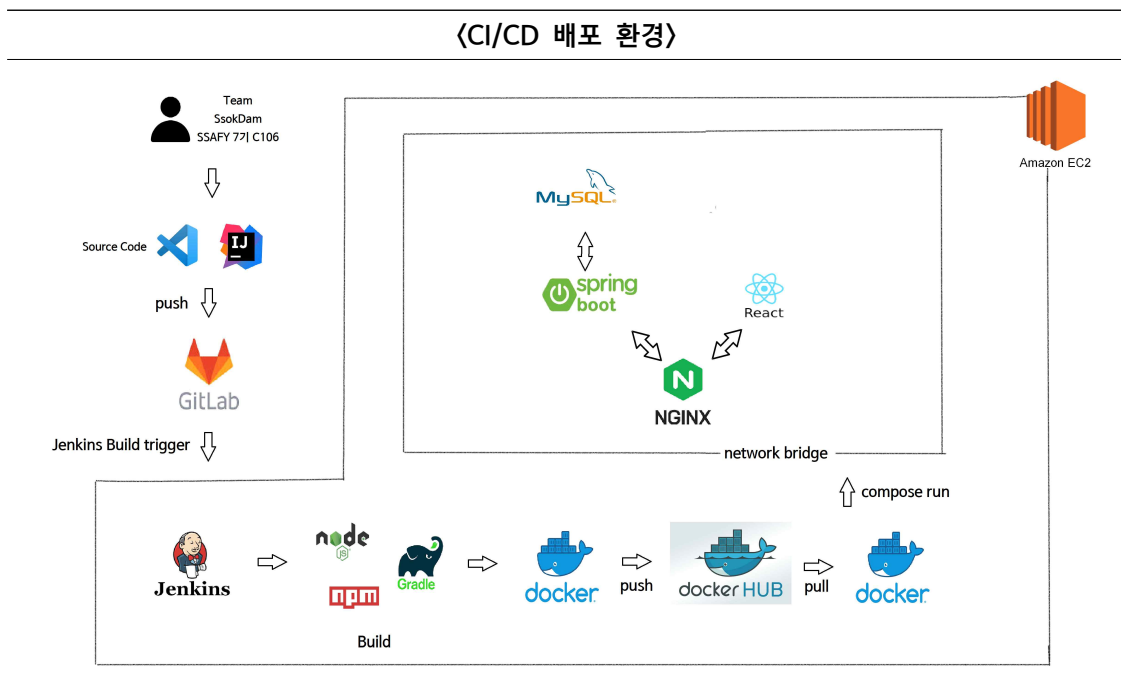 <CI/CD 배포 환경>
Team
SsokDam
SSAFY 7기 C106
Amazon EC2
MySQL
Source Code
IJ
push
spring
boot
React
GitLab
N
NGINX
Jenkins Build trigger
network bridge
compose run
Jenkins
node
JS
npm
Gradle
Build
docker
push
docker HUB
pull
docker